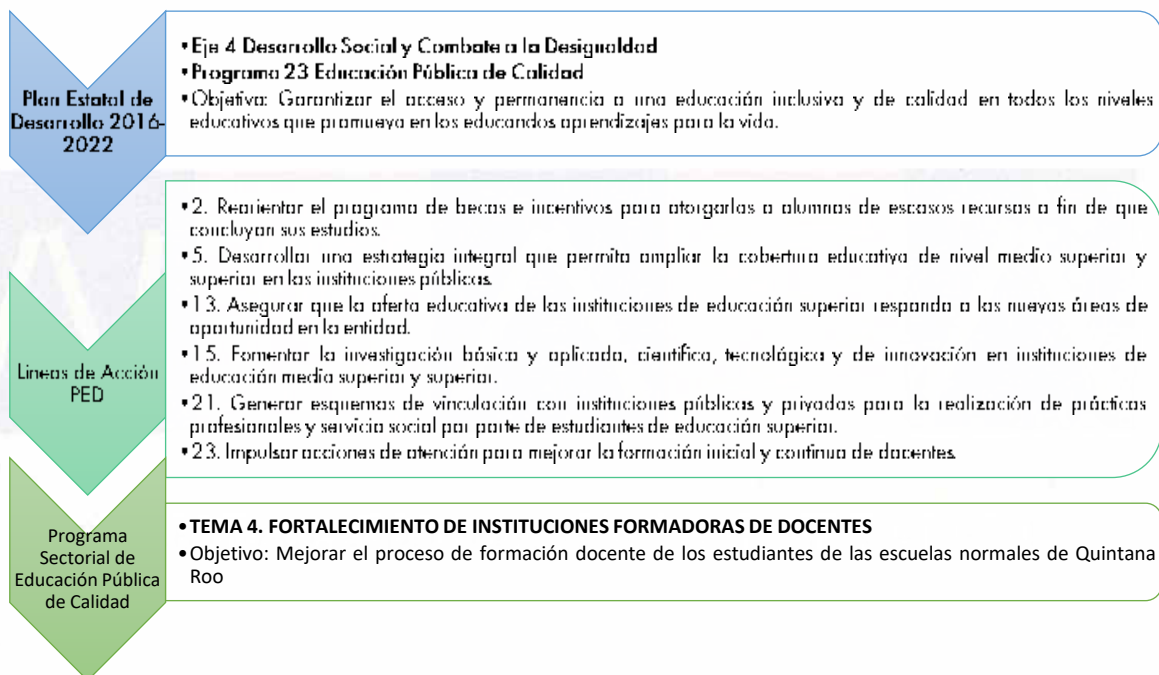 Plan Estatal de
Desarrollo 2016-
2022
•Eje 4 Desarrollo Social y Combate a la Desigualdad
•Programa 23 Educación Pública de Calidad
•Objetivo: Garantizar el acceso y permanencia a una educación inclusiva y de calidad en todos los niveles
educativos que promueva en los educandos aprendizajes para la vida.
Líneas de Acción
PED
•2. Reorientar el programa de becas e incentivos para otorgarlas a alumnos de escasos recursos a fin de que
concluyan sus estudios.
•5. Desarrollar una estrategia integral que permita ampliar la cobertura educativa de nivel medio superior y
superior en las instituciones públicas.
•13. Asegurar que la oferta educativa de las instituciones de educación superior responda a las nuevas áreas de
oportunidad en la entidad.
•15. Fomentar la investigación básica y aplicada, científica, tecnológica y de innovación en instituciones de
educación media superior y superior.
•21. Generar esquemas de vinculación con instituciones públicas y privadas para la realización de prácticas
profesionales y servicio social por parte de estudiantes de educación superior.
•23. Impulsar acciones de atención para mejorar la formación inicial y continua de docentes.
Programa
Sectorial de
Educación Pública
de Calidad
•TEMA 4. FORTALECIMIENTO DE INSTITUCIONES FORMADORAS DE DOCENTES
•Objetivo: Mejorar el proceso de formación docente de los estudiantes de las escuelas normales de Quintana
Roo